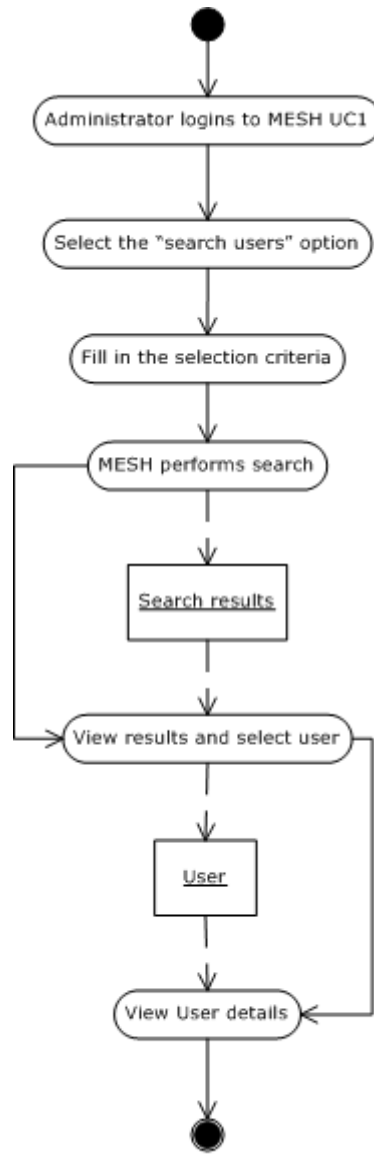 Administrator logins to MESH UC1
Select the “search users” option
Fill in the selection criteria
MESH performs search
Search results
View results and select user
User
View User details